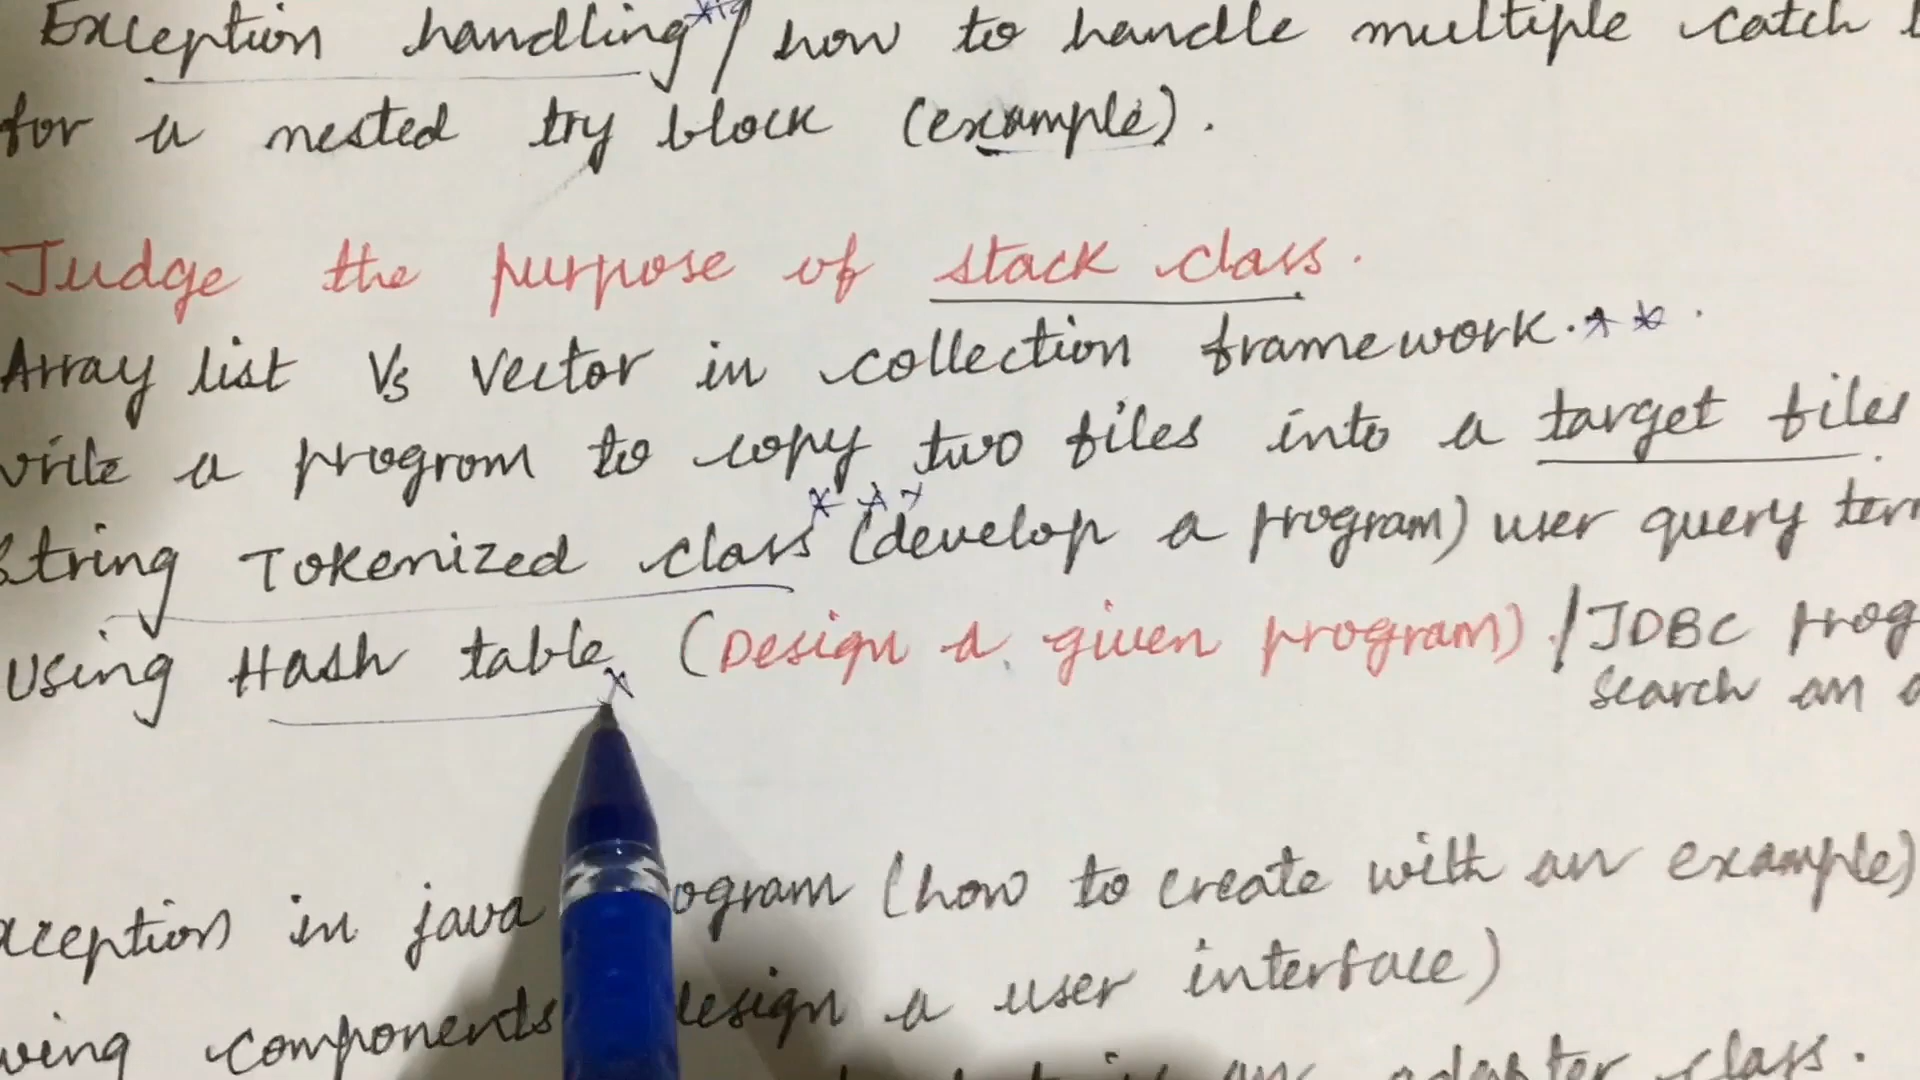 Exception handling** / how to handle multiple catch
for a nested try block (example).
Judge the purpose of stack class.
Array list Vs Vector in collection framework.**.
write a program to copy two files into a target files.
String Tokenized class*** (develop a program) user query
Using Hash table* (Design a given program) / JDBC
search an
in java (how to create with an example)
components design a user interface)
class.